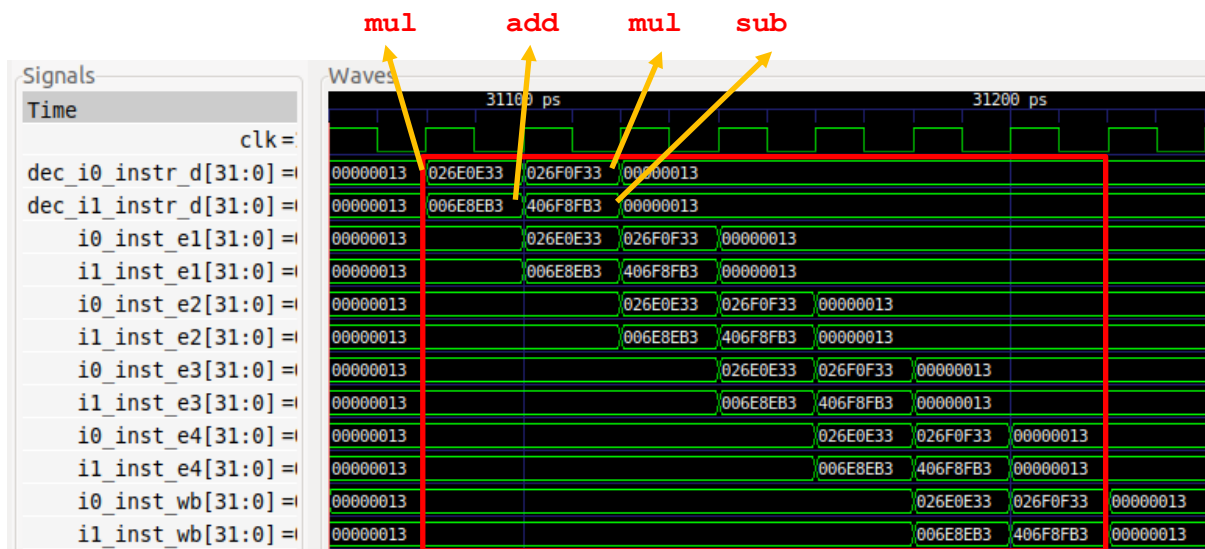 mul add mul sub
Signals Waves
Time 31100 ps 31200 ps
clk=
dec_i0_instr_d[31:0] = 00000013 026E0E33 026F0F33 00000013
dec_i1_instr_d[31:0] = 00000013 006E8EB3 406F8FB3 00000013
i0_inst_e1[31:0] = 00000013 026E0E33 026F0F33 00000013
i1_inst_e1[31:0] = 00000013 006E8EB3 406F8FB3 00000013
i0_inst_e2[31:0] = 00000013 026E0E33 026F0F33 00000013
i1_inst_e2[31:0] = 00000013 006E8EB3 406F8FB3 00000013
i0_inst_e3[31:0] = 00000013 026E0E33 026F0F33 00000013
i1_inst_e3[31:0] = 00000013 006E8EB3 406F8FB3 00000013
i0_inst_e4[31:0] = 00000013 026E0E33 026F0F33 00000013
i1_inst_e4[31:0] = 00000013 006E8EB3 406F8FB3 00000013
i0_inst_wb[31:0] = 00000013 026E0E33 026F0F33 00000013
i1_inst_wb[31:0] = 00000013 006E8EB3 406F8FB3 00000013